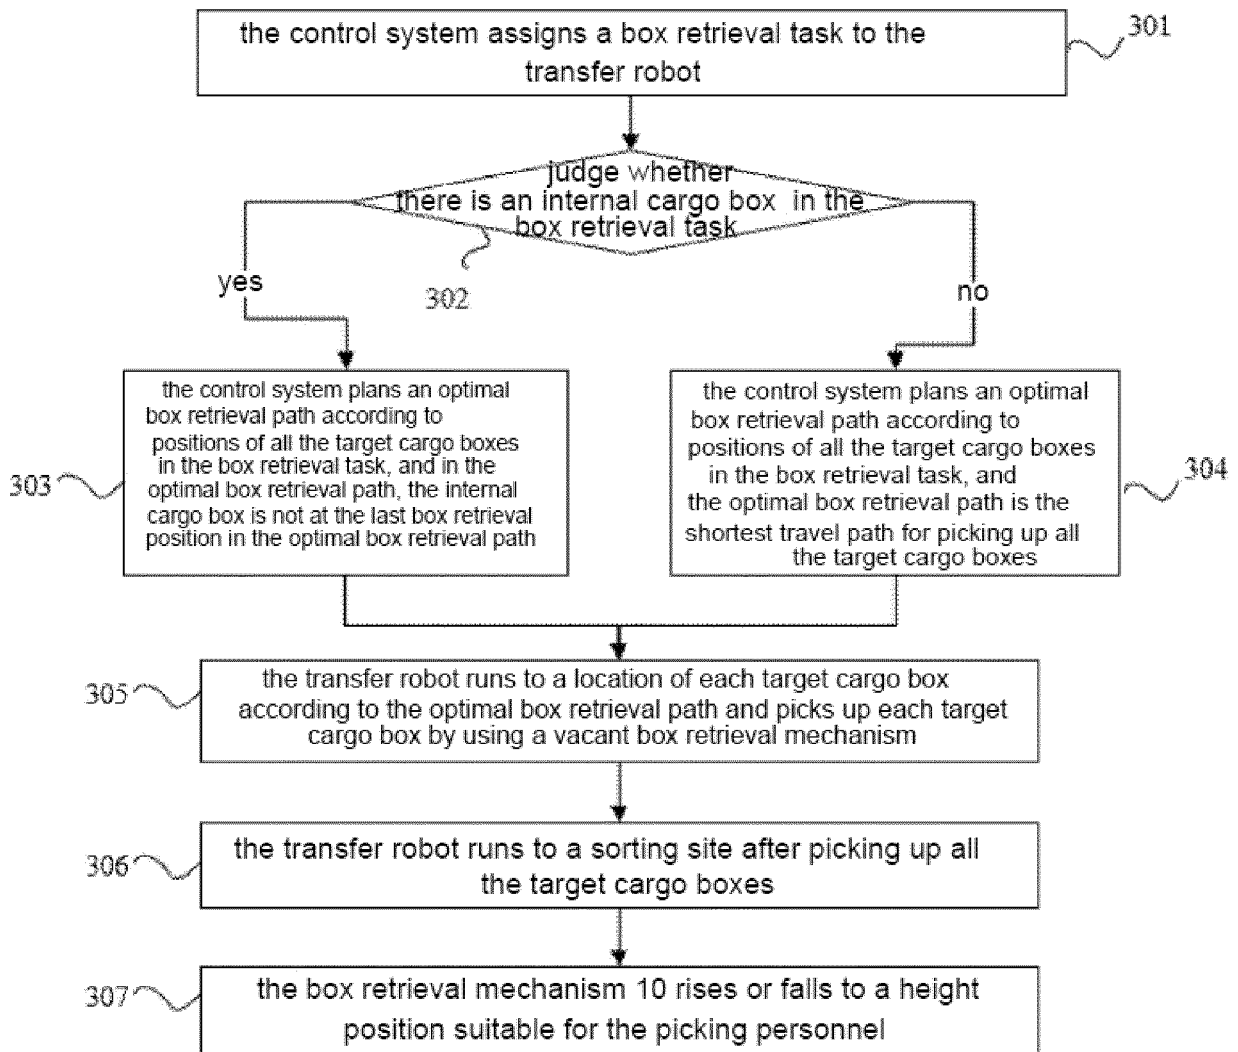 the control system assigns a box retrieval task to the
transfer robot
301
judge whether
there is an internal cargo box in the
box retrieval task
302
yes
no
the control system plans an optimal
box retrieval path according to
positions of all the target cargo boxes
in the box retrieval task, and in the
optimal box retrieval path, the internal
cargo box is not at the last box retrieval
position in the optimal box retrieval path
303
the control system plans an optimal
box retrieval path according to
positions of all the target cargo boxes
in the box retrieval task, and
the optimal box retrieval path is the
shortest travel path for picking up all
the target cargo boxes
304
305
the transfer robot runs to a location of each target cargo box
according to the optimal box retrieval path and picks up each target
cargo box by using a vacant box retrieval mechanism
306
the transfer robot runs to a sorting site after picking up all
the target cargo boxes
307
the box retrieval mechanism 10 rises or falls to a height
position suitable for the picking personnel